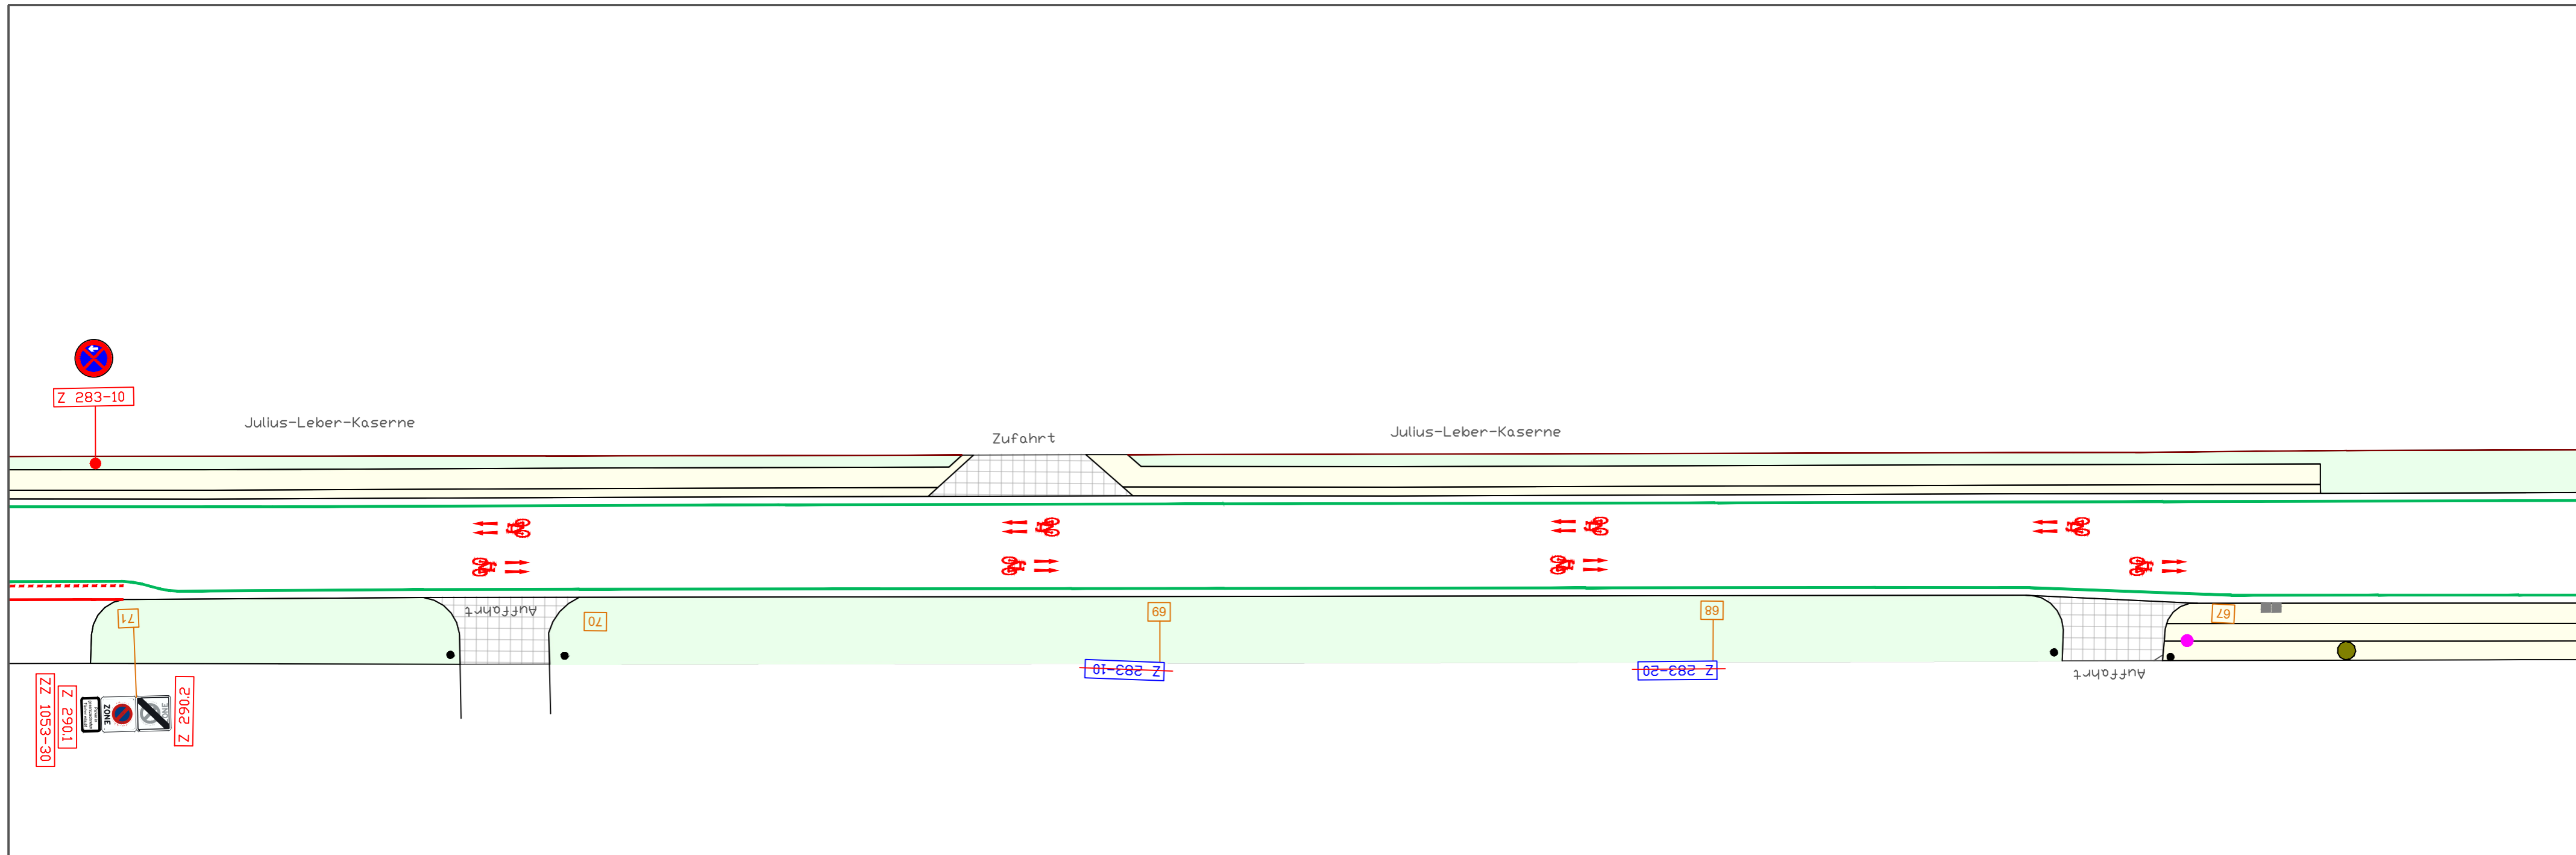 Z 283-10
Julius-Leber-Kaserne
Zufahrt
Julius-Leber-Kaserne
Auffahrt
71
70
69
68
67
Z 283-10
Z 283-20
Auffahrt
ZZ 1053-30
Z 290.1
ZONE
Z 290.2